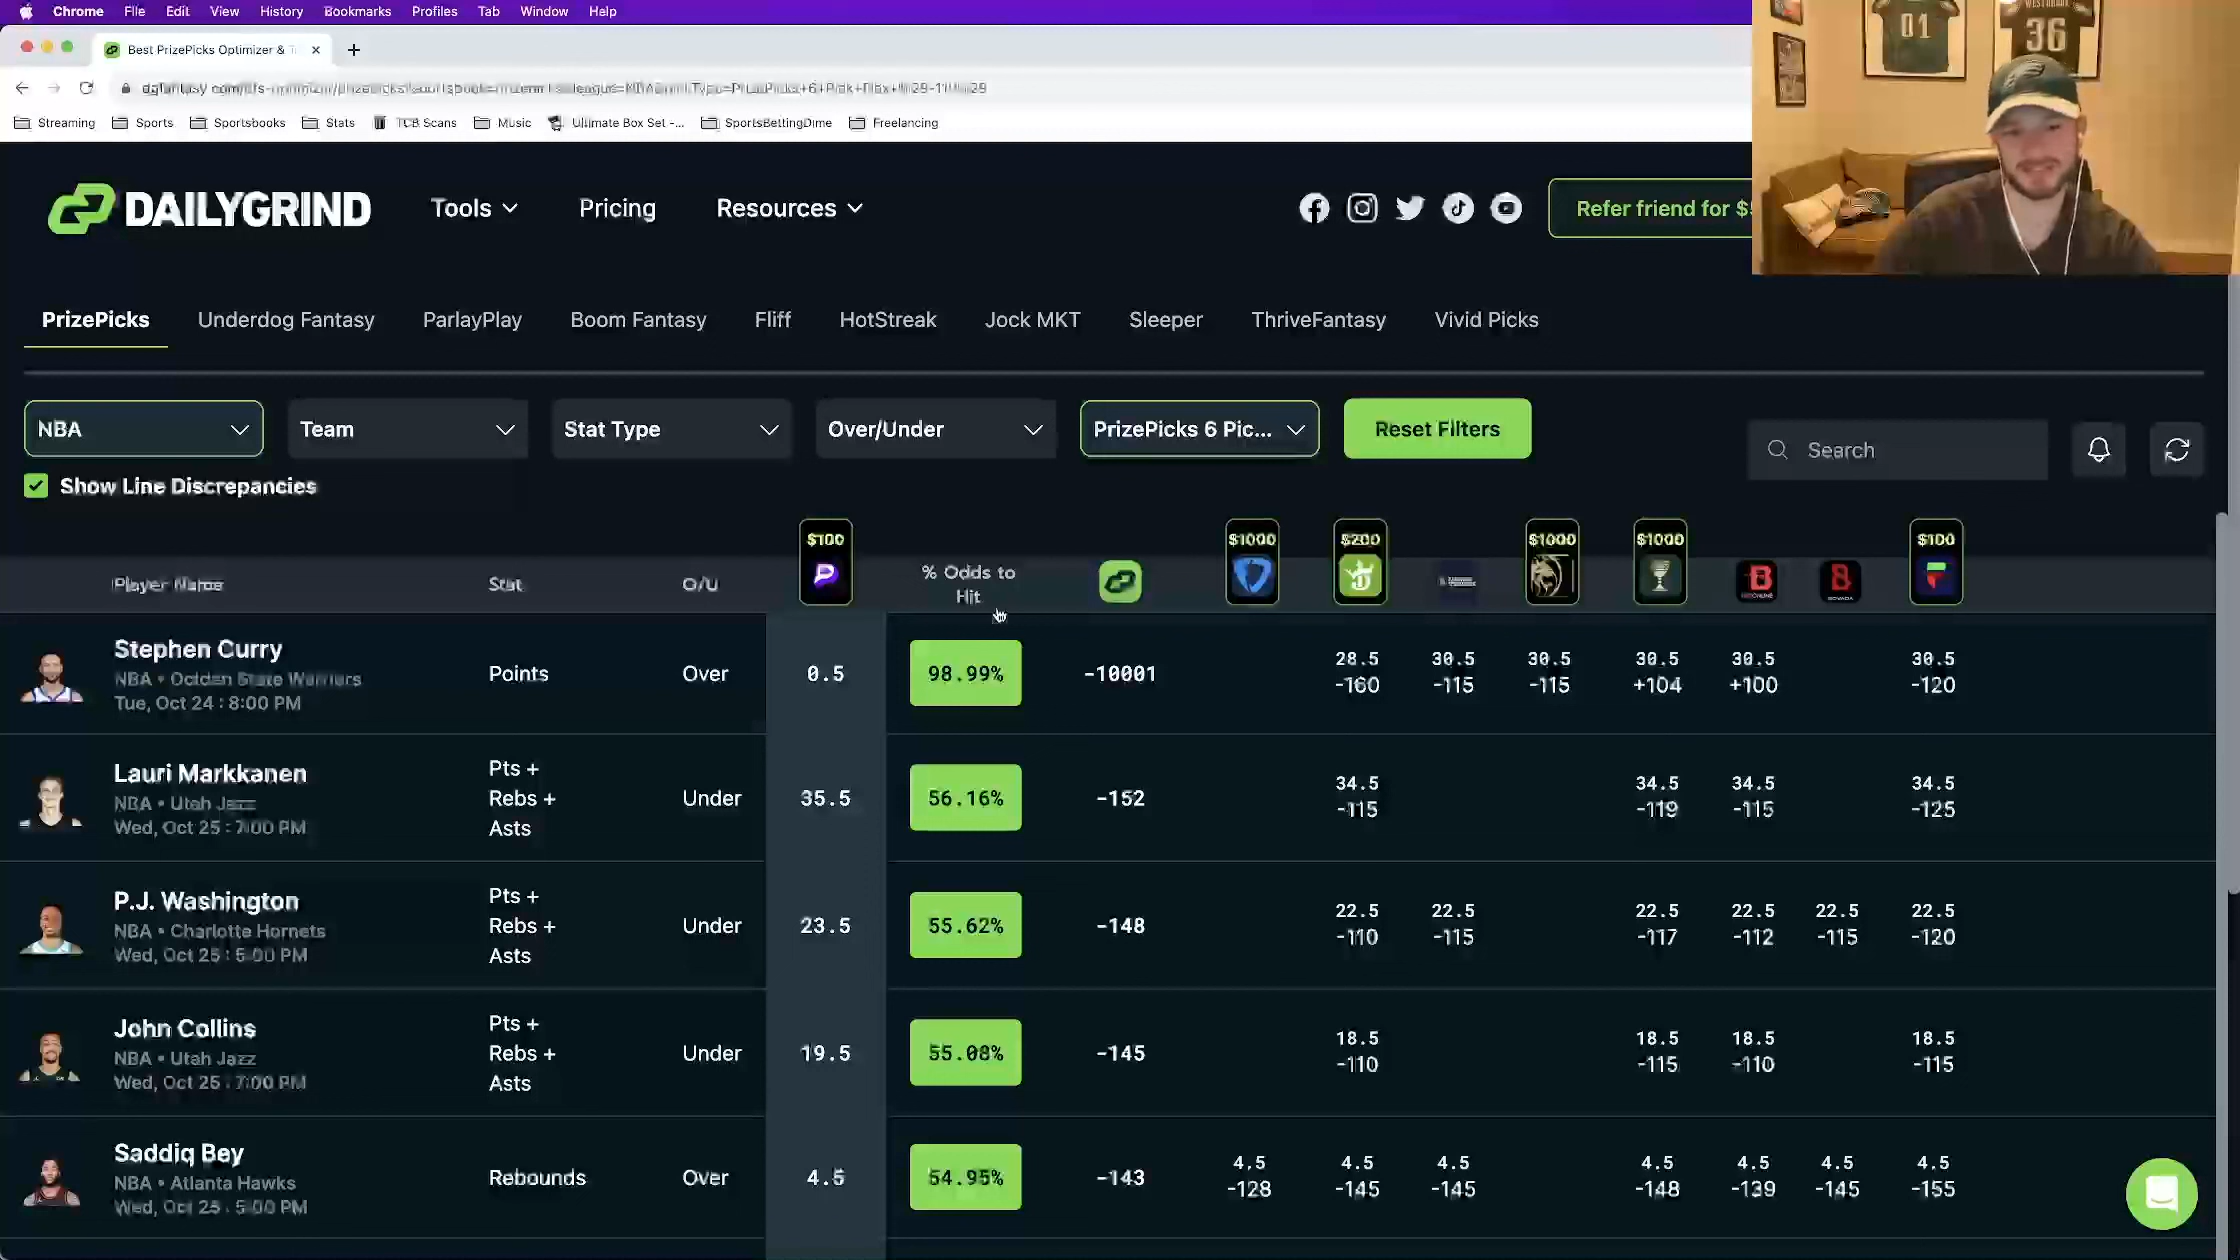 Chrome File Edit View History Bookmarks Profiles Tab Window Help
Best PrizePicks Optimizer & T
Streaming Sports Sportsbooks Stats TCB Scans Music Ultimate Box Set -... SportsBettingDime Freelancing
WESTBROOK
01 36
DAILYGRIND Tools Pricing Resources Refer friend for $
PrizePicks Underdog Fantasy ParlayPlay Boom Fantasy Fliff HotStreak Jock MKT Sleeper ThriveFantasy Vivid Picks
NBA Team Stat Type Over/Under PrizePicks 6 Pic... Reset Filters Search
Show Line Discrepancies
$100 $1000 $200 $1000 $1000 $100
Player Name Stat O/U % Odds to
Hit
BOVADA
Stephen Curry
NBA • Golden State Warriors
Tue, Oct 24 : 8:00 PM
Points Over 0.5 98.99% -10001
28.5 30.5 30.5 30.5 30.5 30.5
-160 -115 -115 +104 +100 -120
Lauri Markkanen
NBA • Utah Jazz
Wed, Oct 25 : 7:00 PM
Pts +
Rebs +
Asts
Under 35.5 56.16% -152
34.5 34.5 34.5 34.5
-115 -119 -115 -125
P.J. Washington
NBA • Charlotte Hornets
Wed, Oct 25 : 5:00 PM
Pts +
Rebs +
Asts
Under 23.5 55.62% -148
22.5 22.5 22.5 22.5 22.5 22.5
-110 -115 -117 -112 -115 -120
John Collins
NBA • Utah Jazz
Wed, Oct 25 : 7:00 PM
Pts +
Rebs +
Asts
Under 19.5 55.08% -145
18.5 18.5 18.5 18.5
-110 -115 -110 -115
Saddiq Bey
NBA • Atlanta Hawks
Wed, Oct 25 : 5:00 PM
Rebounds Over 4.5 54.95% -143
4.5 4.5 4.5 4.5 4.5 4.5 4.5
-128 -145 -145 -148 -139 -145 -155